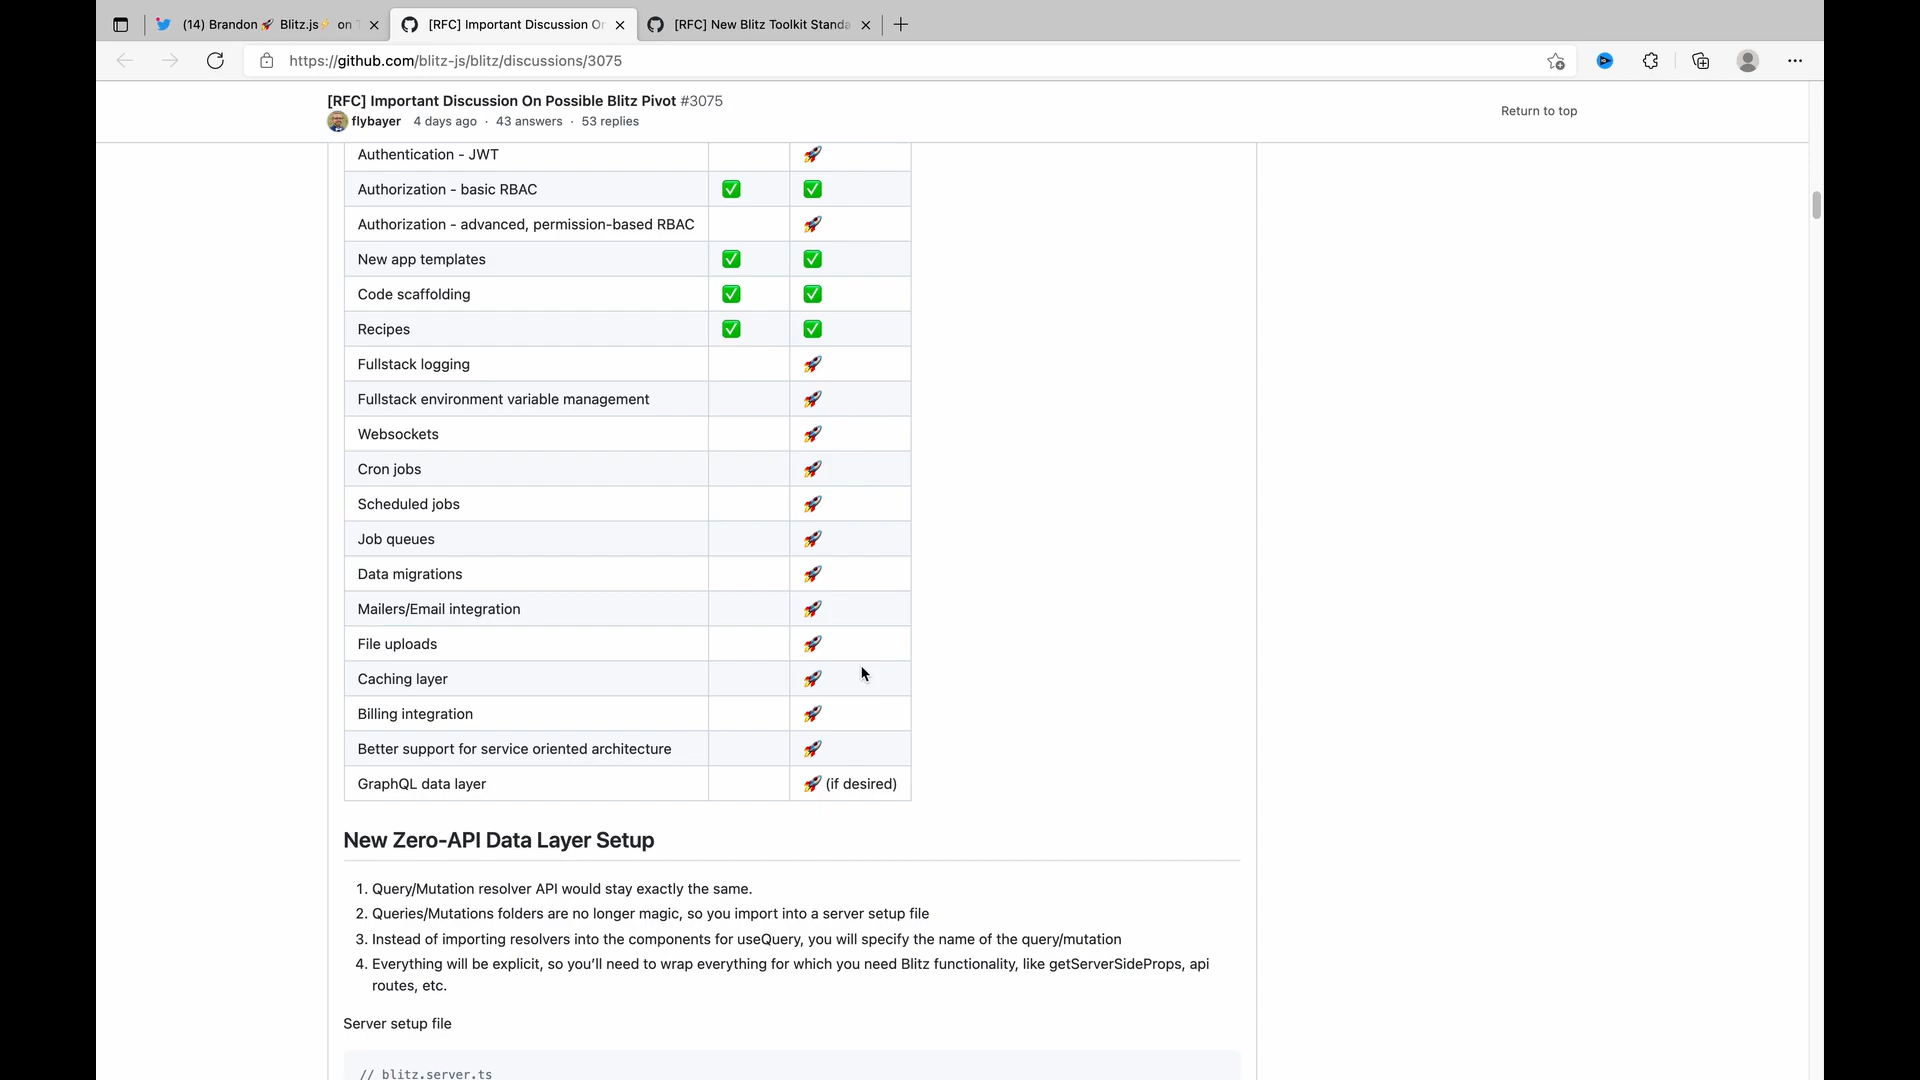 (14) Brandon 🚀 Blitz.js⚡ on T
[RFC] Important Discussion On
[RFC] New Blitz Toolkit Standa
https://github.com/blitz-js/blitz/discussions/3075
[RFC] Important Discussion On Possible Blitz Pivot #3075
flybayer 4 days ago · 43 answers · 53 replies
Return to top
Authentication - JWT 🚀
Authorization - basic RBAC ✅ ✅
Authorization - advanced, permission-based RBAC 🚀
New app templates ✅ ✅
Code scaffolding ✅ ✅
Recipes ✅ ✅
Fullstack logging 🚀
Fullstack environment variable management 🚀
Websockets 🚀
Cron jobs 🚀
Scheduled jobs 🚀
Job queues 🚀
Data migrations 🚀
Mailers/Email integration 🚀
File uploads 🚀
Caching layer 🚀
Billing integration 🚀
Better support for service oriented architecture 🚀
GraphQL data layer 🚀 (if desired)
New Zero-API Data Layer Setup
1. Query/Mutation resolver API would stay exactly the same.
2. Queries/Mutations folders are no longer magic, so you import into a server setup file
3. Instead of importing resolvers into the components for useQuery, you will specify the name of the query/mutation
4. Everything will be explicit, so you’ll need to wrap everything for which you need Blitz functionality, like getServerSideProps, api
routes, etc.
Server setup file
// blitz.server.ts